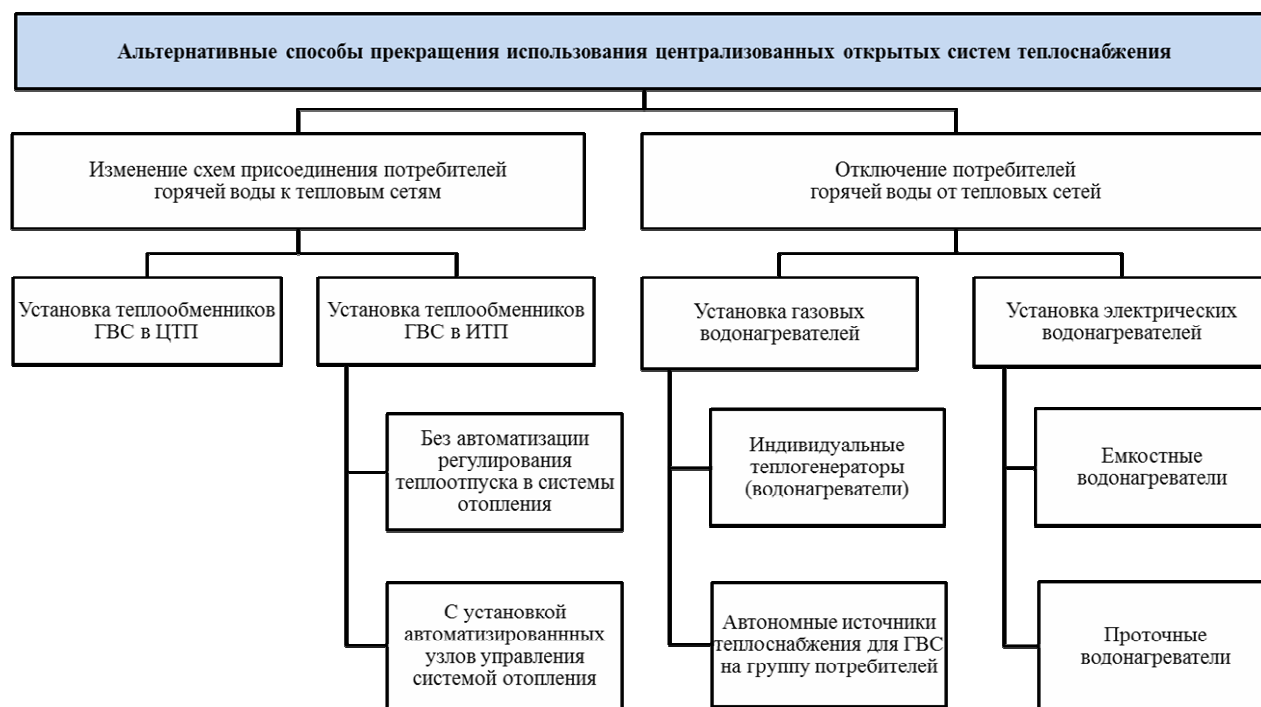 Альтернативные способы прекращения использования централизованных открытых систем теплоснабжения
Изменение схем присоединения потребителей
горячей воды к тепловым сетям
Отключение потребителей
горячей воды от тепловых сетей
Установка теплообменников
ГВС в ЦТП
Установка теплообменников
ГВС в ИТП
Установка газовых
водонагревателей
Установка электрических
водонагревателей
Без автоматизации
регулирования
теплоотпуска в системы
отопления
Индивидуальные
теплогенераторы
(водонагреватели)
Емкостные
водонагреватели
С установкой
автоматизированнных
узлов управления
системой отопления
Автономные источники
теплоснабжения для ГВС
на группу потребителей
Проточные
водонагреватели